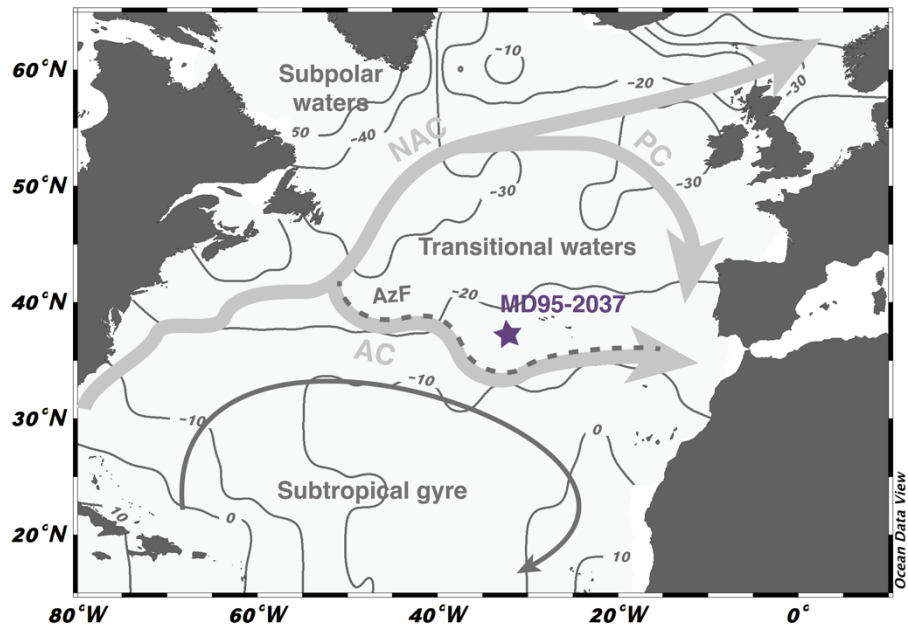 60°N
50°N
40°N
30°N
20°N
80°W
60°W
40°W
20°W
0°
Subpolar
waters
50
-40
-10
-20
-30
NAC
PC
-30
-30
Transitional waters
AzF
-20
MD95-2037
AC
-10
-10
0
Subtropical gyre
10
0
10
Ocean Data View